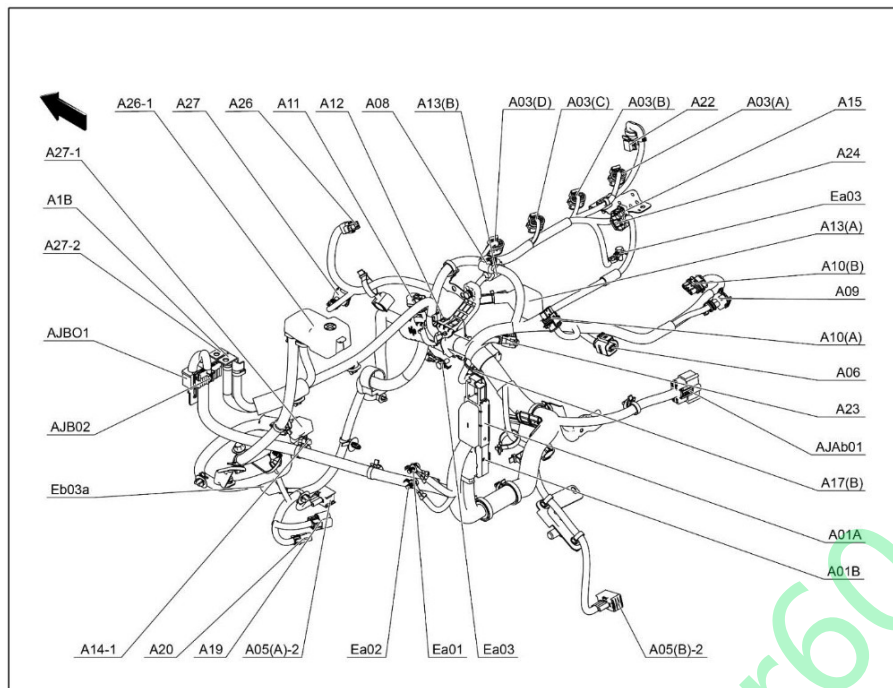 A26-1 A27 A26 A11 A12 A08 A13(B) A03(D) A03(C) A03(B) A22 A03(A) A15
A27-1
A24
A1B
Ea03
A27-2
A13(A)
A10(B)
AJBO1
A09
A10(A)
A06
AJB02
A23
AJAb01
Eb03a
A17(B)
A01A
A01B
A14-1 A20 A19 A05(A)-2 Ea02 Ea01 Ea03 A05(B)-2